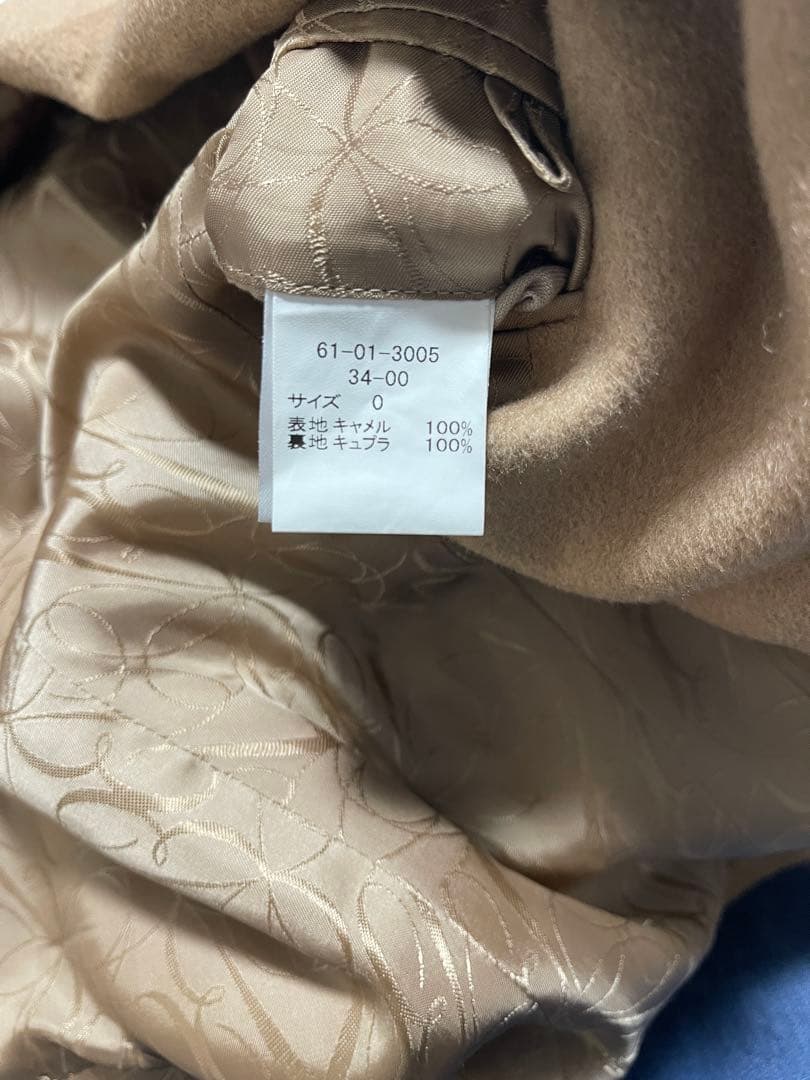 61-01-3005
34-00
サイズ 0
表地 キャメル 100%
裏地 キュプラ 100%